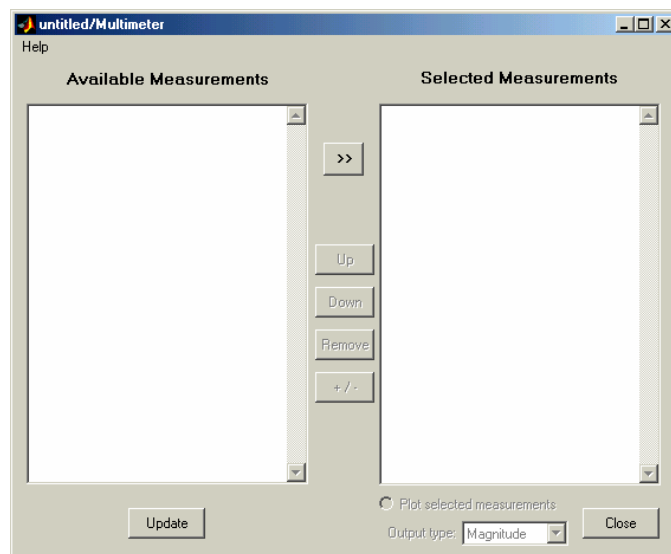 untitled/Multimeter
Help
Available Measurements
Selected Measurements
>>
Up
Down
Remove
+ / -
Plot selected measurements
Update
Output type: Magnitude
Close